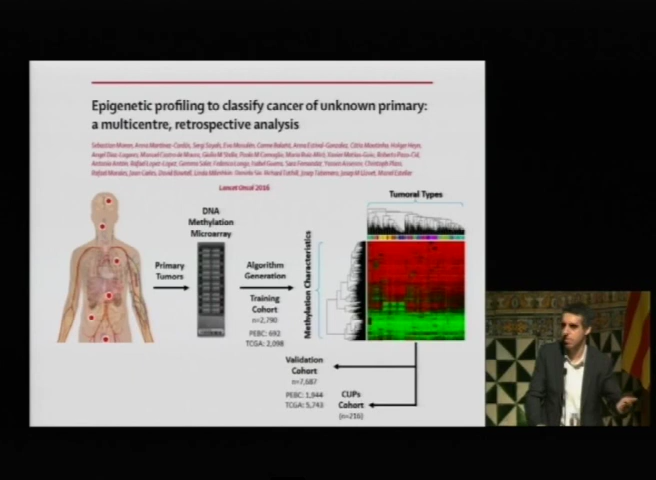 Epigenetic profiling to classify cancer of unknown primary:
a multicentre, retrospective analysis
Lancet Oncol 2016
Tumoral Types
DNA
Methylation
Microarray
Primary
Tumors
Algorithm
Generation
Training
Cohort
n=2,790
PEBC: 692
TCGA: 2,098
Methylation Characteristics
Validation
Cohort
n=7,687
PEBC: 1,944
TCGA: 5,743
CUPs
Cohort
(n=216)